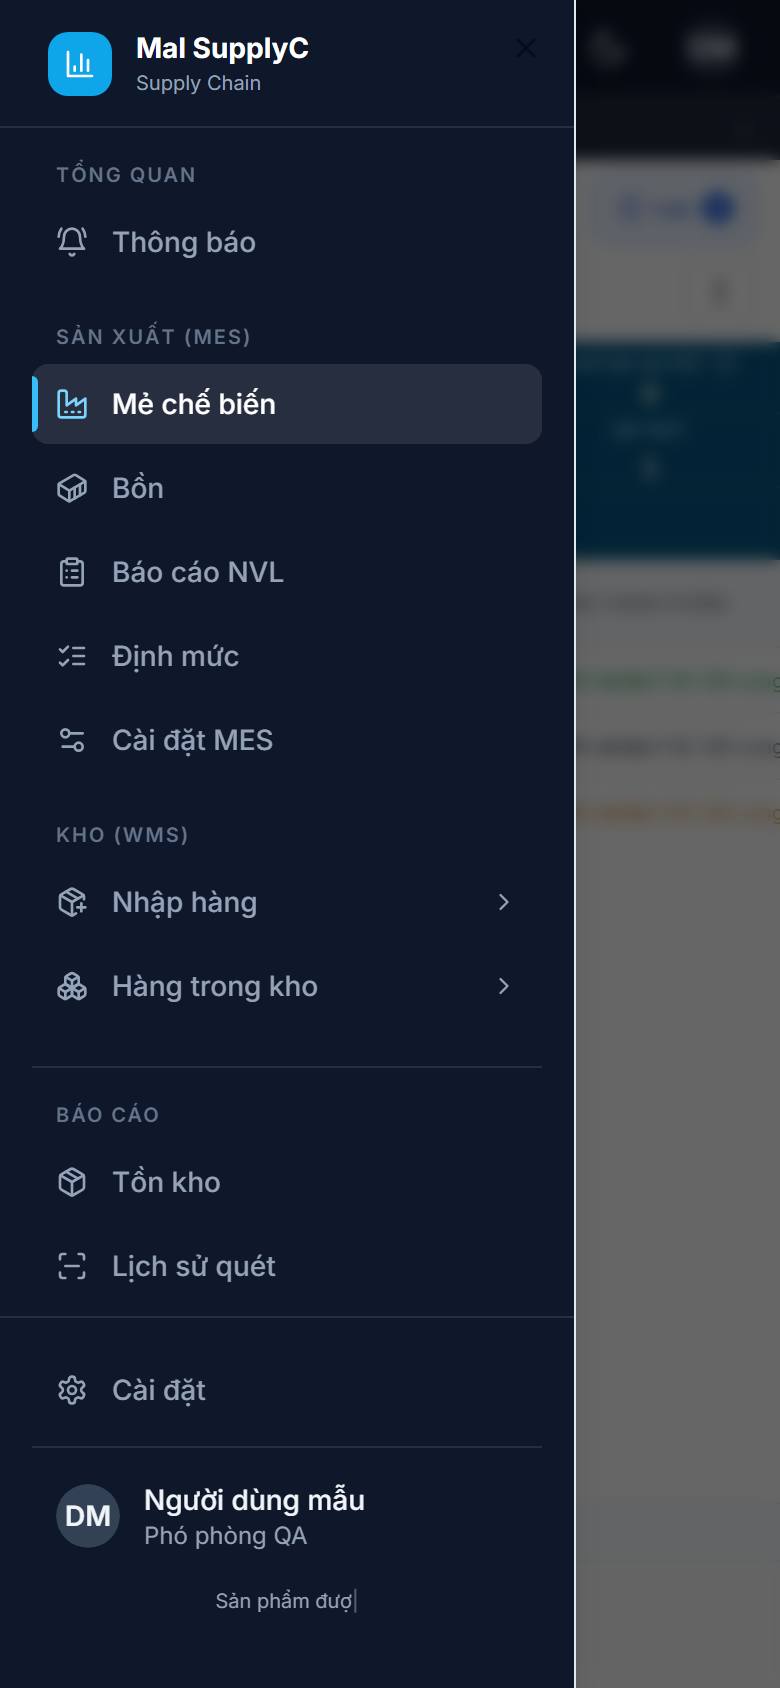 Mal SupplyC
Supply Chain
TỔNG QUAN
Thông báo
SẢN XUẤT (MES)
Mẻ chế biến
Bồn
Báo cáo NVL
Định mức
Cài đặt MES
KHO (WMS)
Nhập hàng
Hàng trong kho
BÁO CÁO
Tồn kho
Lịch sử quét
Cài đặt
DM
Người dùng mẫu
Phó phòng QA
Sản phẩm đượ